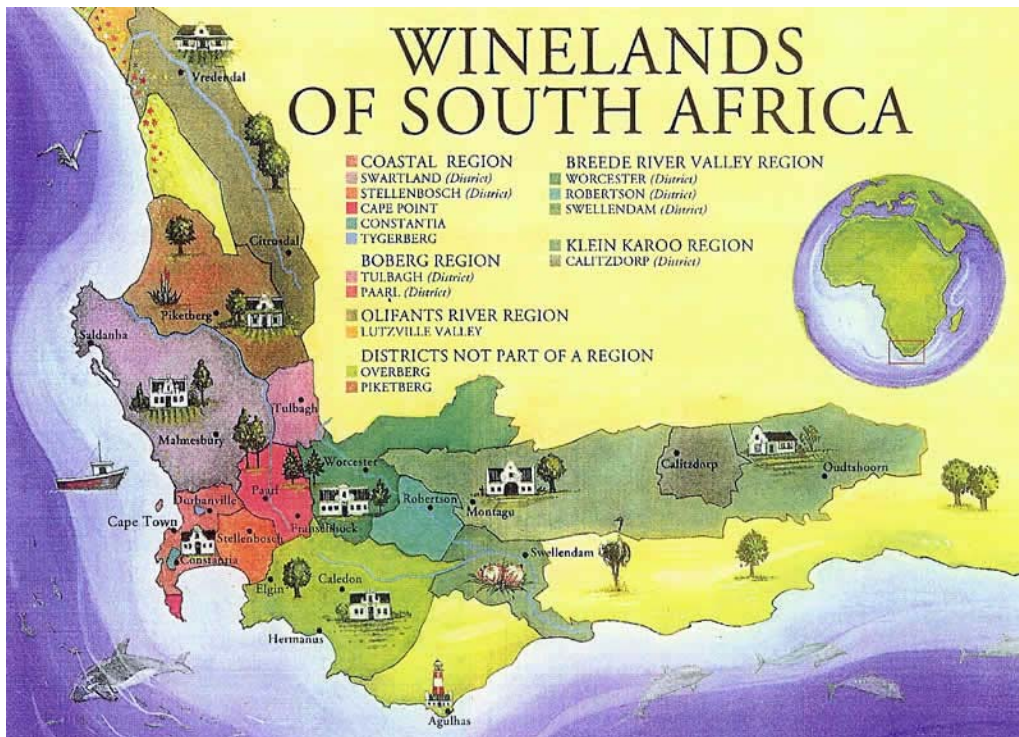 WINELANDS
OF SOUTH AFRICA
COASTAL REGION
SWARTLAND (District)
STELLENBOSCH (District)
CAPE POINT
CONSTANTIA
TYGERBERG
BOBERG REGION
TULBAGH (District)
PAARL (District)
OLIFANTS RIVER REGION
LUTZVILLE VALLEY
DISTRICTS NOT PART OF A REGION
OVERBERG
PIKETBERG
BREEDE RIVER VALLEY REGION
WORCESTER (District)
ROBERTSON (District)
SWELLENDAM (District)
KLEIN KAROO REGION
CALITZDORP (District)
Vredendal
Citrusdal
Piketberg
Saldanha
Tulbagh
Malmesbury
Worcester
Calitzdorp
Oudtshoorn
Paarl
Durbanville
Robertson
Montagu
Cape Town
Franschhoek
Stellenbosch
Constantia
Swellendam
Elgin
Caledon
Hermanus
Agulhas